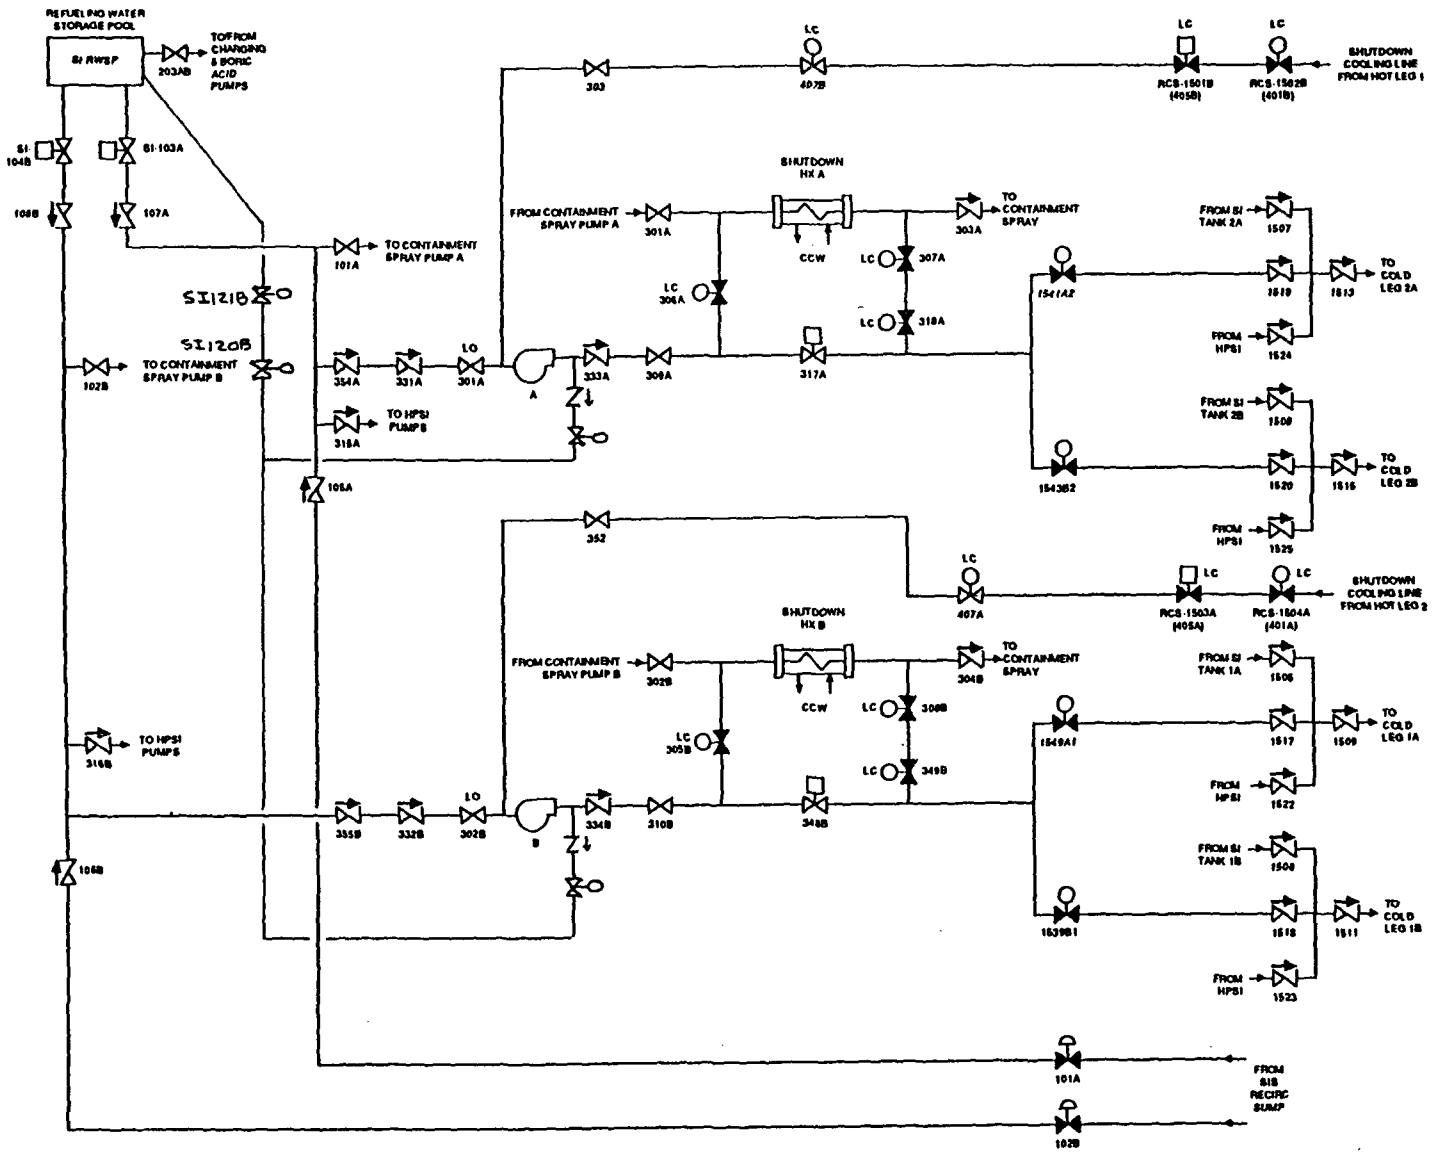 REFUELING WATER
STORAGE POOL
SI RWSP
203AB
TO/FROM
CHARGING
& BORIC
ACID
PUMPS
303
LC
407B
LC
RCS-1501B
(405B)
LC
RCS-1502B
(401B)
SHUTDOWN
COOLING LINE
FROM HOT LEG 1
SI-
104B
SI-103A
108B
107A
101A
TO CONTAINMENT
SPRAY PUMP A
SI121B
SI120B
102B
TO CONTAINMENT
SPRAY PUMP B
FROM CONTAINMENT
SPRAY PUMP A
301A
SHUTDOWN
HX A
CCW
303A
TO
CONTAINMENT
SPRAY
LC
306A
LC
307A
LC
318A
354A
331A
LO
301A
A
333A
309A
317A
315A
TO HPSI
PUMPS
105A
1541A2
1543B2
FROM SI
TANK 2A
1507
1519
1513
TO
COLD
LEG 2A
FROM
HPSI
1524
FROM SI
TANK 2B
1520
1515
TO
COLD
LEG 2B
FROM
HPSI
1525
352
LC
407A
LC
RCS-1503A
(405A)
LC
RCS-1504A
(401A)
SHUTDOWN
COOLING LINE
FROM HOT LEG 2
FROM CONTAINMENT
SPRAY PUMP B
302B
SHUTDOWN
HX B
CCW
304B
TO
CONTAINMENT
SPRAY
LC
305B
LC
308B
LC
349B
316B
TO HPSI
PUMPS
355B
332B
LO
302B
B
334B
310B
348B
106B
1549A1
1539B1
FROM SI
TANK 1A
1505
1517
1509
TO
COLD
LEG 1A
FROM
HPSI
1522
FROM SI
TANK 1B
1518
1511
TO
COLD
LEG 1B
FROM
HPSI
1523
101A
102B
FROM
SIS
RECIRC
SUMP